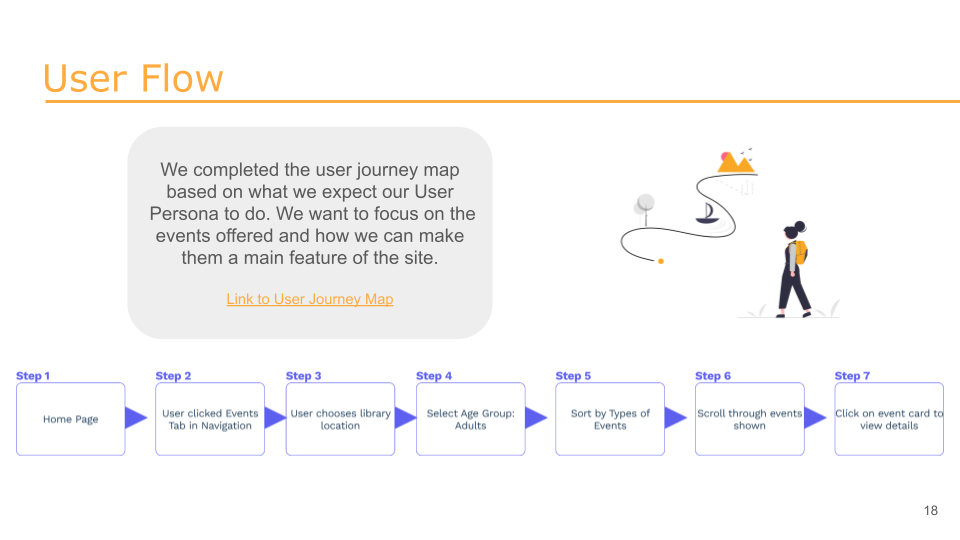 User Flow
We completed the user journey map
based on what we expect our User
Persona to do. We want to focus on the
events offered and how we can make
them a main feature of the site.
Link to User Journey Map
Step 1
Home Page
Step 2
User clicked Events
Tab in Navigation
Step 3
User chooses library
location
Step 4
Select Age Group:
Adults
Step 5
Sort by Types of
Events
Step 6
Scroll through events
shown
Step 7
Click on event card to
view details
18